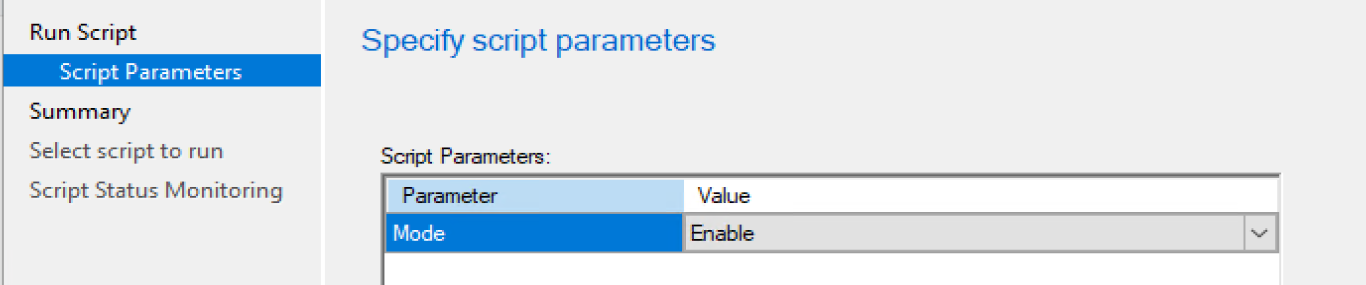 Run Script
Script Parameters
Summary
Select script to run
Script Status Monitoring
Specify script parameters
Script Parameters:
Parameter Value
Mode Enable